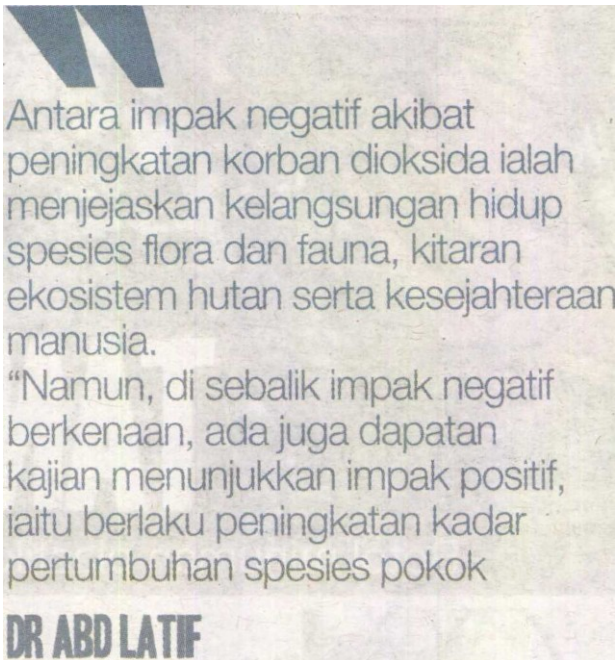 Antara impak negatif akibat
peningkatan korban dioksida ialah
menjejaskan kelangsungan hidup
spesies flora dan fauna, kitaran
ekosistem hutan serta kesejahteraan
manusia.
“Namun, di sebalik impak negatif
berkenaan, ada juga dapatan
kajian menunjukkan impak positif,
iaitu berlaku peningkatan kadar
pertumbuhan spesies pokok
DR ABD LATIF